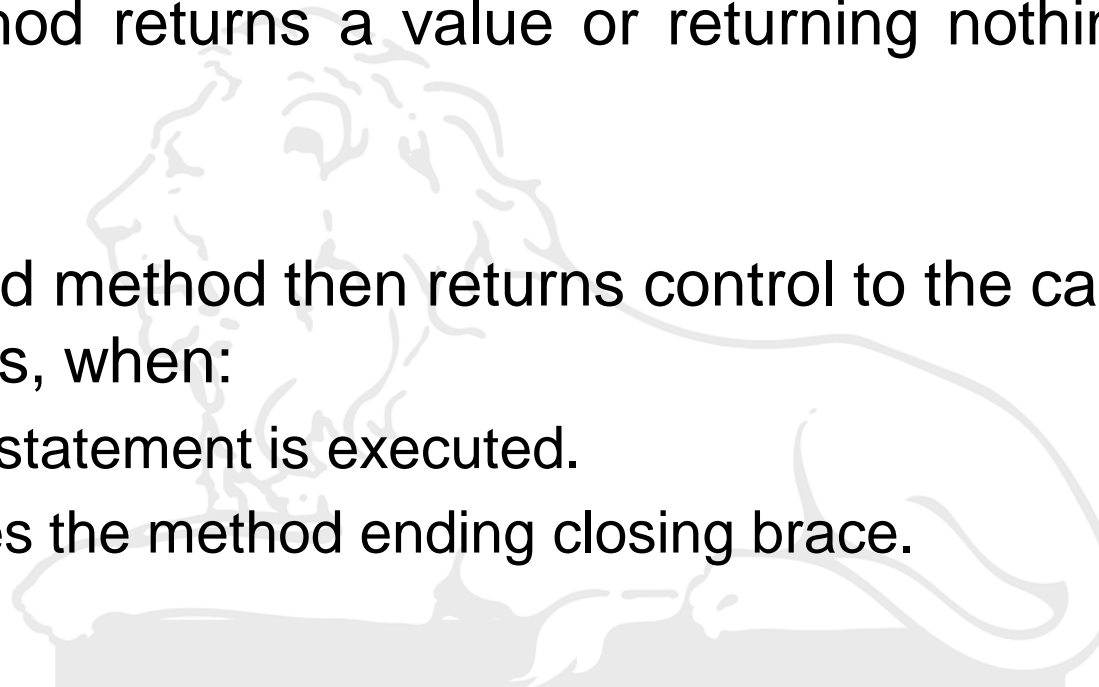 hod returns a value or returning nothin
d method then returns control to the ca
s, when:
statement is executed.
es the method ending closing brace.